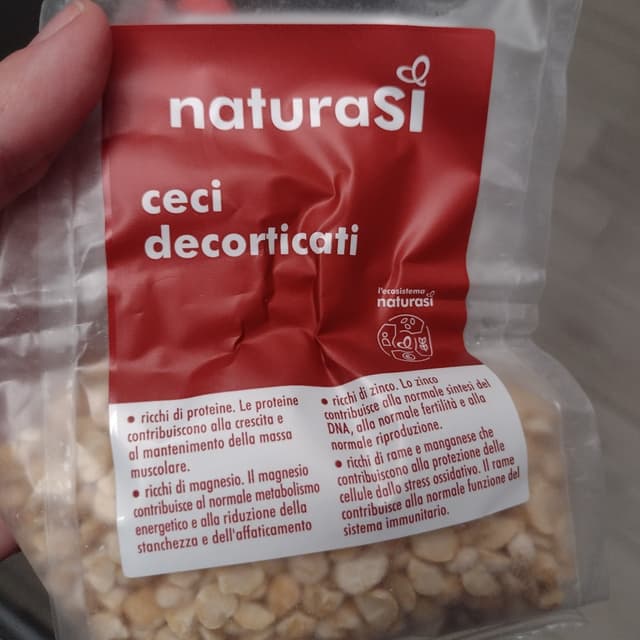 naturaSì
ceci
decorticati
l'ecosistema
naturasì
• ricchi di proteine. Le proteine
contribuiscono alla crescita e
al mantenimento della massa
muscolare.
• ricchi di magnesio. Il magnesio
contribuisce al normale metabolismo
energetico e alla riduzione della
stanchezza e dell'affaticamento
• ricchi di zinco. Lo zinco
contribuisce alla normale sintesi del
DNA, alla normale fertilità e alla
normale riproduzione.
• ricchi di rame e manganese che
contribuiscono alla protezione delle
cellule dallo stress ossidativo. Il rame
contribuisce alla normale funzione del
sistema immunitario.